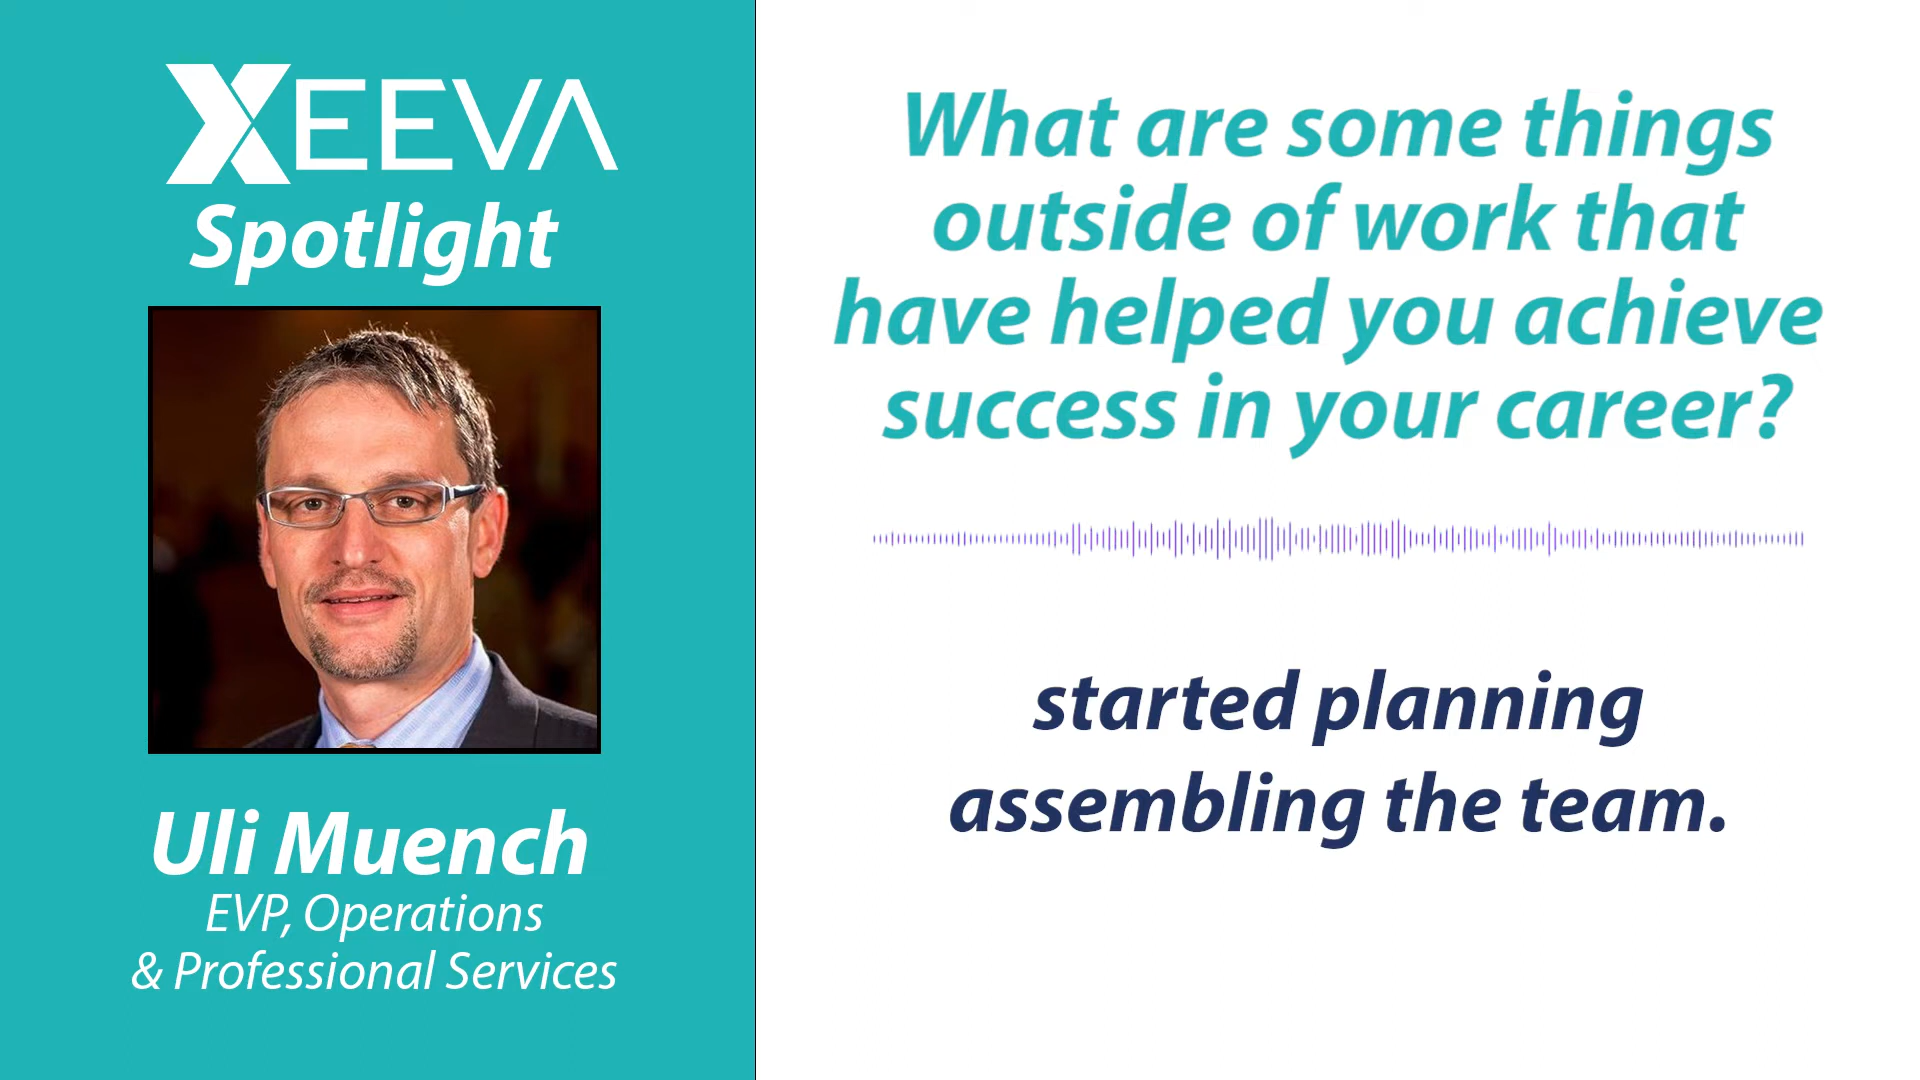 XEEVA
Spotlight
Uli Muench
EVP, Operations
& Professional Services
What are some things
outside of work that
have helped you achieve
success in your career?
started planning
assembling the team.